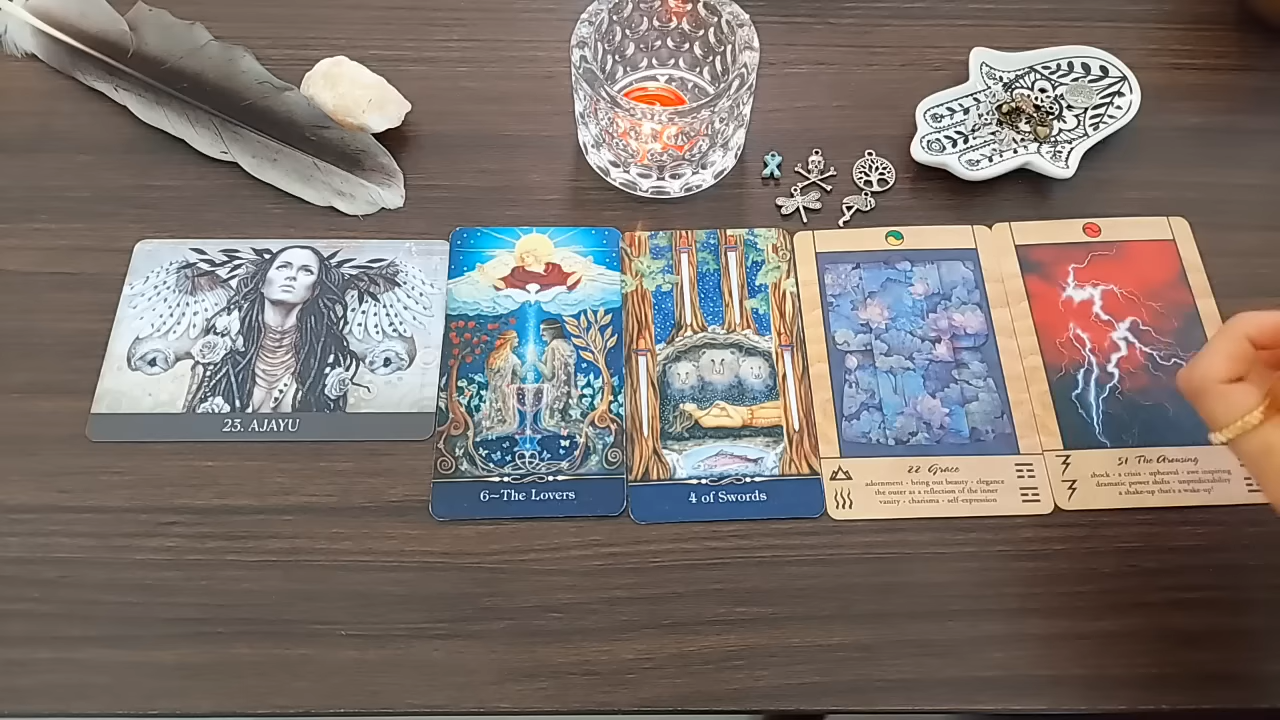 23. AJAYU
6~The Lovers
4 of Swords
22 Grace
adornment • bring out beauty • elegance
the outer as a reflection of the inner
vanity • charisma • self-expression
51 The Arousing
shock • a crisis • upheaval • awe inspiring
dramatic power shifts • unpredictability
a shake-up that's a wake-up!